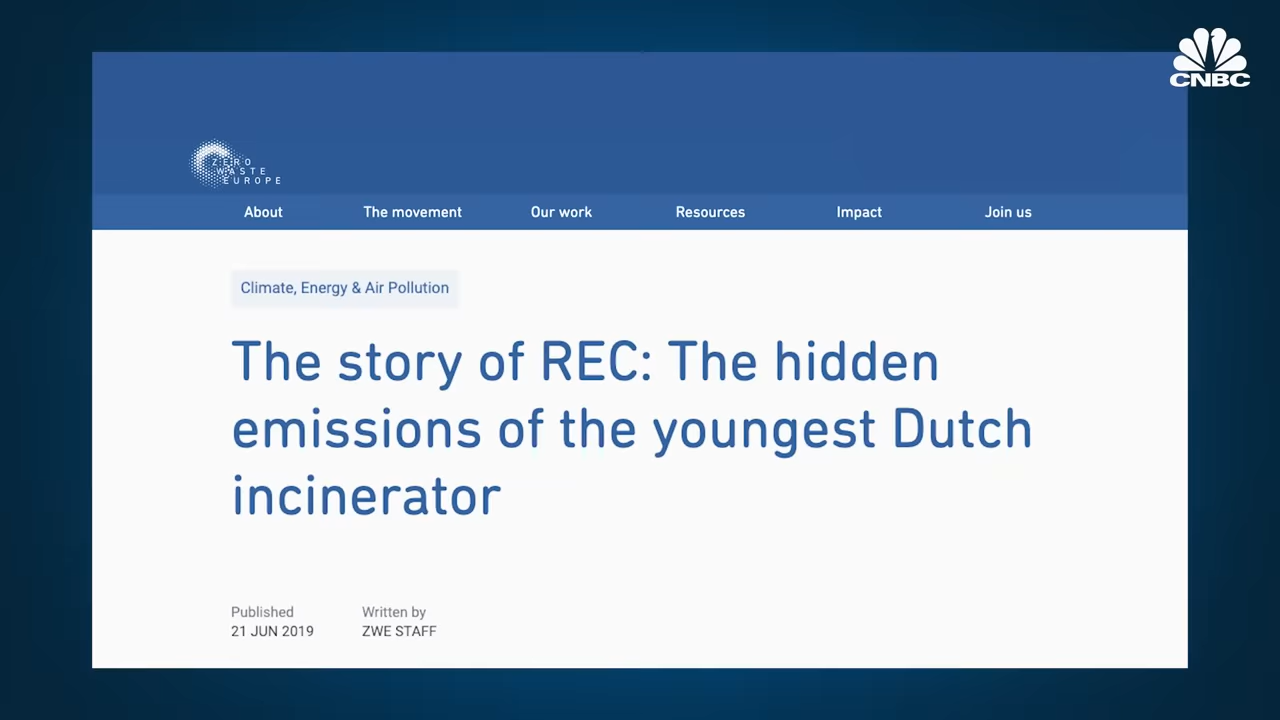 CNBC
ZERO
WASTE
EUROPE
About The movement Our work Resources Impact Join us
Climate, Energy & Air Pollution
The story of REC: The hidden
emissions of the youngest Dutch
incinerator
Published Written by
21 JUN 2019 ZWE STAFF